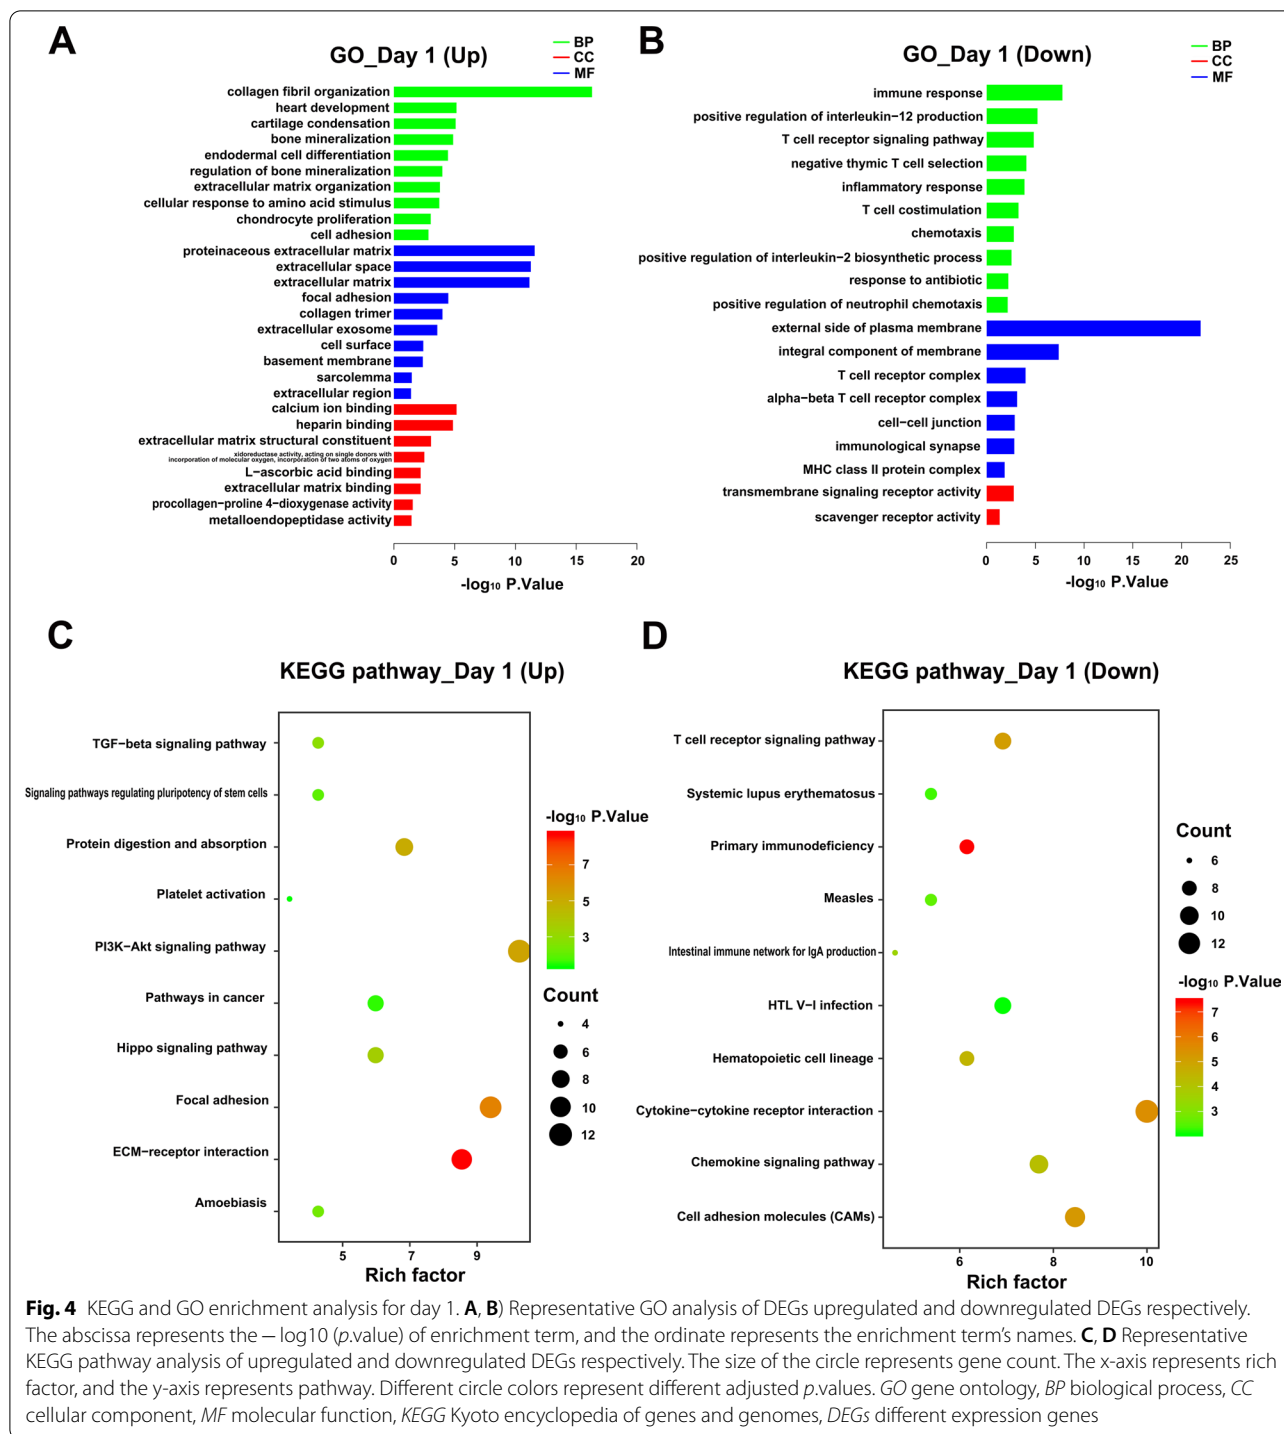 A
GO_Day 1 (Up)
BP
CC
MF
collagen fibril organization
heart development
cartilage condensation
bone mineralization
endodermal cell differentiation
regulation of bone mineralization
extracellular matrix organization
cellular response to amino acid stimulus
chondrocyte proliferation
cell adhesion
proteinaceous extracellular matrix
extracellular space
extracellular matrix
focal adhesion
collagen trimer
extracellular exosome
cell surface
basement membrane
sarcolemma
extracellular region
calcium ion binding
heparin binding
extracellular matrix structural constituent
xidoreductase activity, acting on single donors with
incorporation of molecular oxygen, incorporation of two atoms of oxygen
L−ascorbic acid binding
extracellular matrix binding
procollagen−proline 4−dioxygenase activity
metalloendopeptidase activity
0 5 10 15 20
-log₁₀ P.Value
B
GO_Day 1 (Down)
BP
CC
MF
immune response
positive regulation of interleukin−12 production
T cell receptor signaling pathway
negative thymic T cell selection
inflammatory response
T cell costimulation
chemotaxis
positive regulation of interleukin−2 biosynthetic process
response to antibiotic
positive regulation of neutrophil chemotaxis
external side of plasma membrane
integral component of membrane
T cell receptor complex
alpha−beta T cell receptor complex
cell−cell junction
immunological synapse
MHC class II protein complex
transmembrane signaling receptor activity
scavenger receptor activity
0 5 10 15 20 25
-log₁₀ P.Value
C
KEGG pathway_Day 1 (Up)
TGF−beta signaling pathway
Signaling pathways regulating pluripotency of stem cells
Protein digestion and absorption
Platelet activation
PI3K−Akt signaling pathway
Pathways in cancer
Hippo signaling pathway
Focal adhesion
ECM−receptor interaction
Amoebiasis
5 7 9
Rich factor
-log₁₀ P.Value
7
5
3
Count
4
6
8
10
12
D
KEGG pathway_Day 1 (Down)
T cell receptor signaling pathway
Systemic lupus erythematosus
Primary immunodeficiency
Measles
Intestinal immune network for IgA production
HTL V−I infection
Hematopoietic cell lineage
Cytokine−cytokine receptor interaction
Chemokine signaling pathway
Cell adhesion molecules (CAMs)
6 8 10
Rich factor
Count
6
8
10
12
-log₁₀ P.Value
7
6
5
4
3
Fig. 4 KEGG and GO enrichment analysis for day 1. A, B) Representative GO analysis of DEGs upregulated and downregulated DEGs respectively.
The abscissa represents the − log10 (p.value) of enrichment term, and the ordinate represents the enrichment term's names. C, D Representative
KEGG pathway analysis of upregulated and downregulated DEGs respectively. The size of the circle represents gene count. The x-axis represents rich
factor, and the y-axis represents pathway. Different circle colors represent different adjusted p.values. GO gene ontology, BP biological process, CC
cellular component, MF molecular function, KEGG Kyoto encyclopedia of genes and genomes, DEGs different expression genes